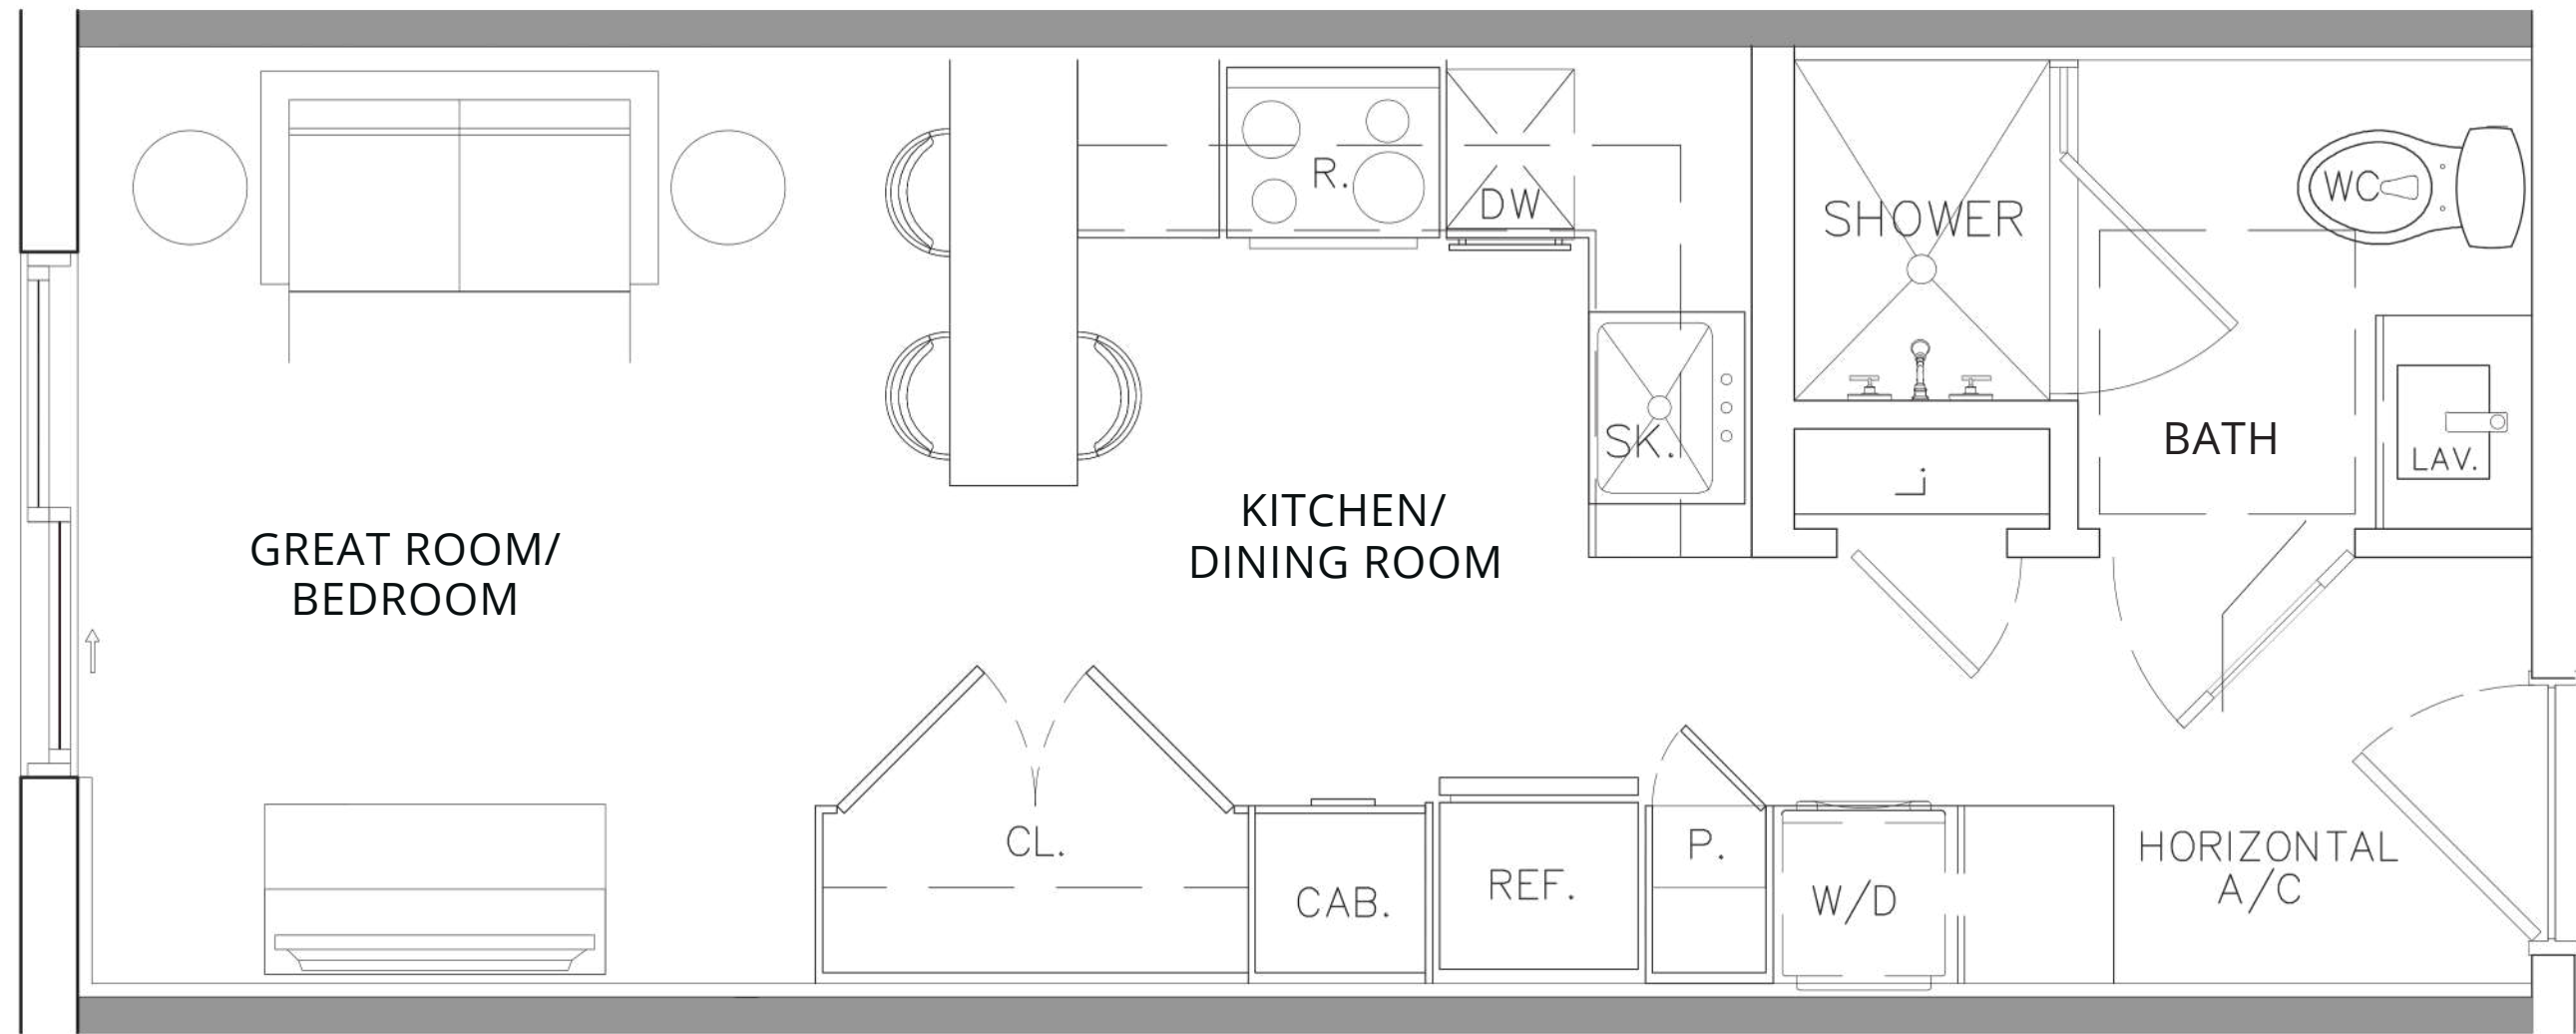 R.
DW
SHOWER
WC
SK.
BATH
LAV.
GREAT ROOM/
BEDROOM
KITCHEN/
DINING ROOM
CL.
CAB.
REF.
P.
W/D
HORIZONTAL
A/C